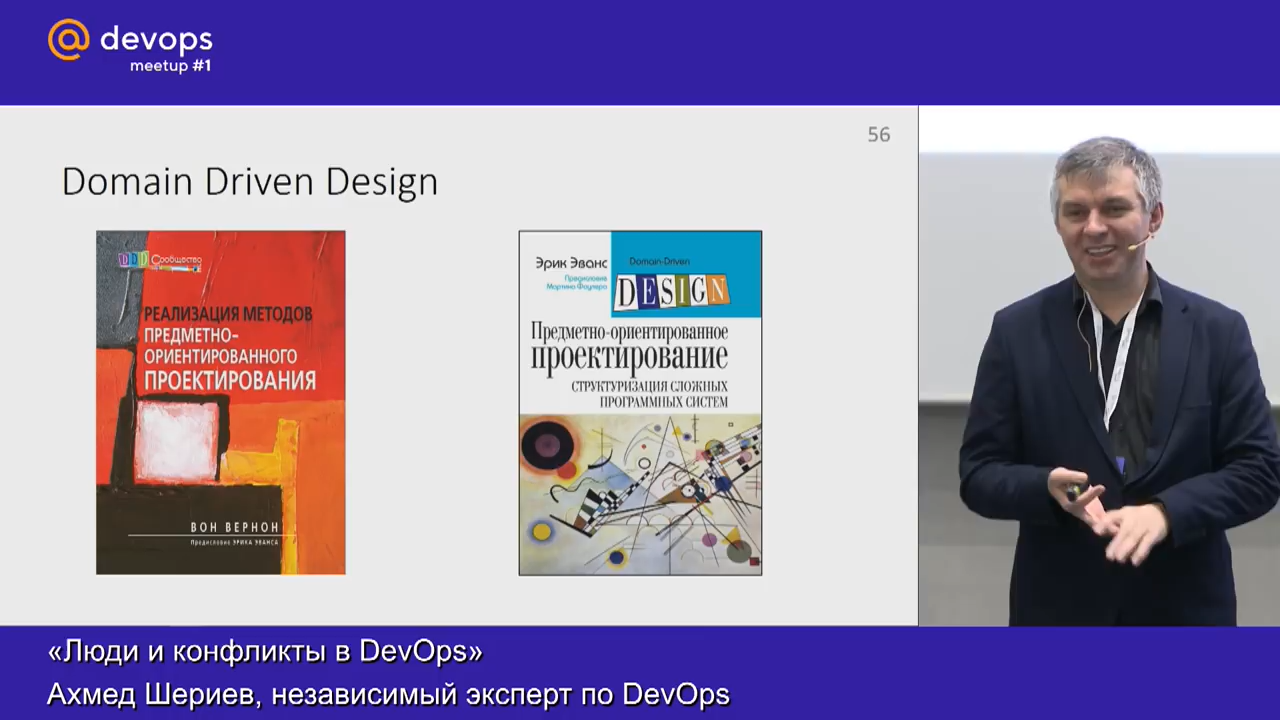 @ devops
meetup #1
56
Domain Driven Design
DDD Сообщество
РЕАЛИЗАЦИЯ МЕТОДОВ
ПРЕДМЕТНО-
ОРИЕНТИРОВАННОГО
ПРОЕКТИРОВАНИЯ
ВОН ВЕРНОН
Предисловие ЭРИКА ЭВАНСА
Эрик Эванс
Предисловие
Мартина Фаулера
Domain-Driven
DESIGN
Предметно-ориентированное
проектирование
СТРУКТУРИЗАЦИЯ СЛОЖНЫХ
ПРОГРАММНЫХ СИСТЕМ
«Люди и конфликты в DevOps»
Ахмед Шериев, независимый эксперт по DevOps